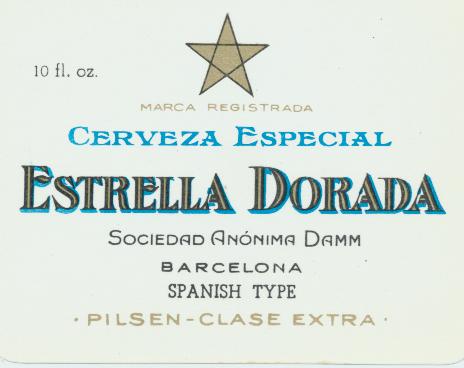 10 fl. oz.
MARCA REGISTRADA
CERVEZA ESPECIAL
ESTRELLA DORADA
SOCIEDAD ANÓNIMA DAMM
BARCELONA
SPANISH TYPE
· PILSEN-CLASE EXTRA ·